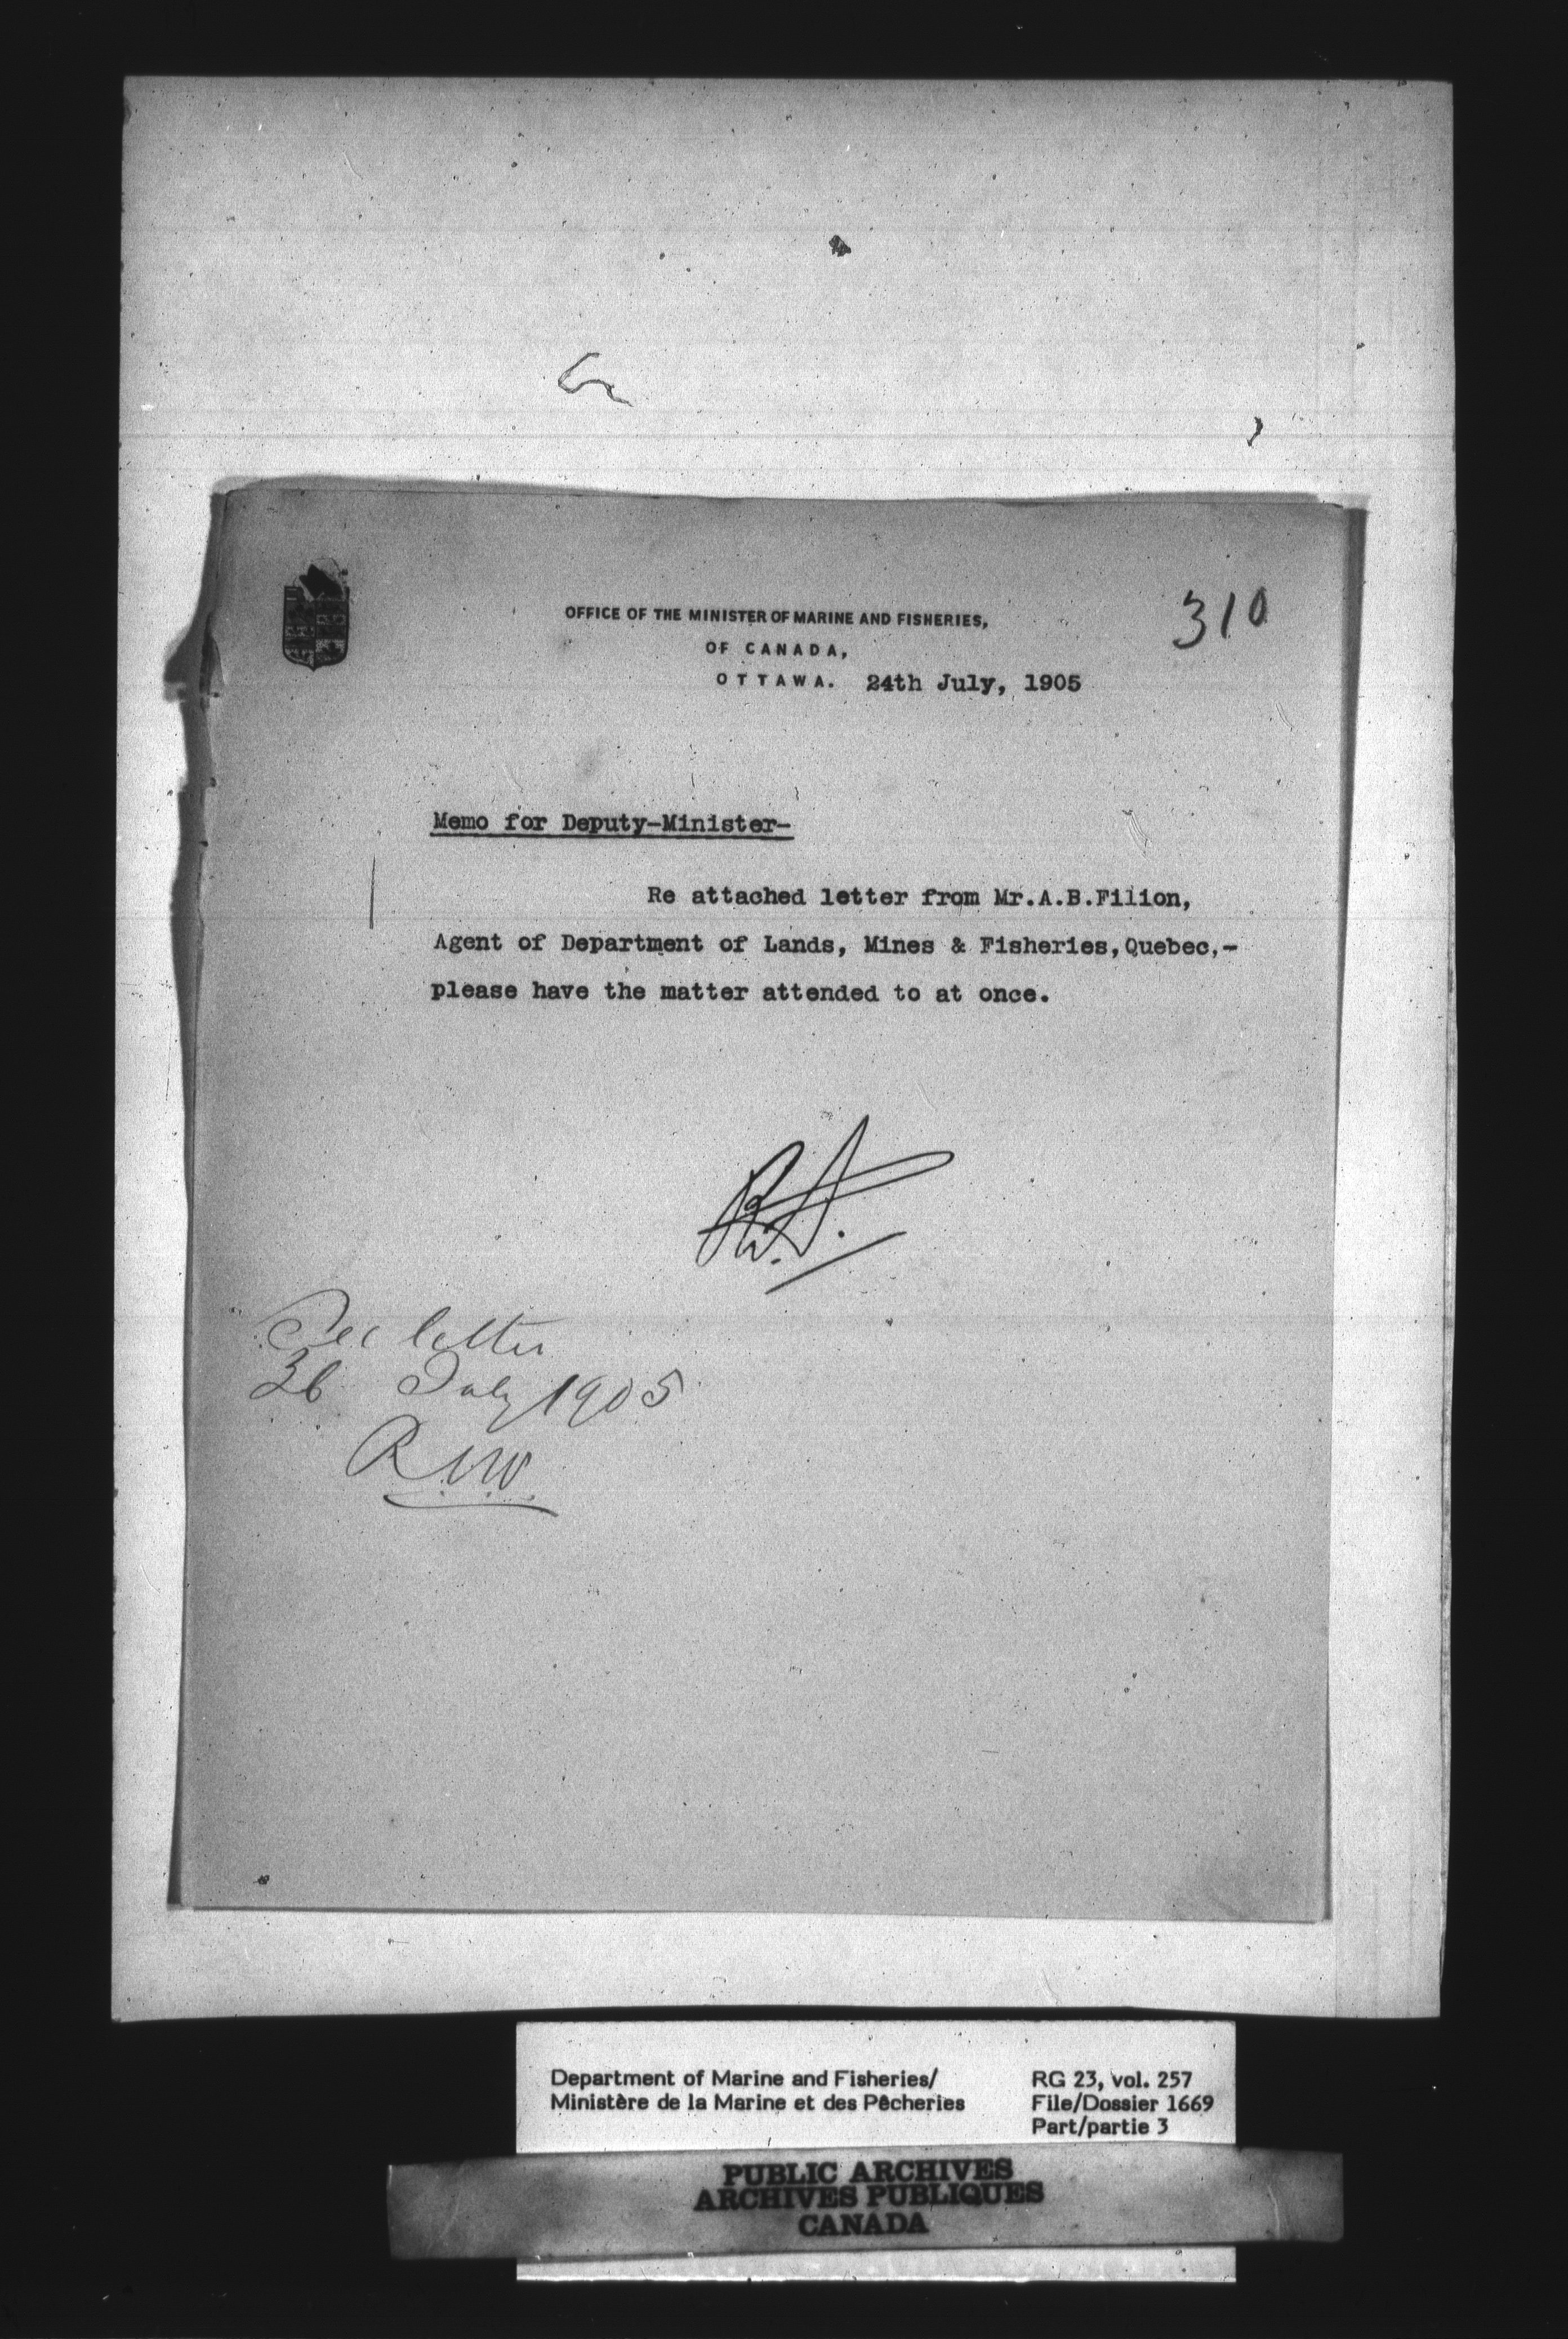 310
OFFICE OF THE MINISTER OF MARINE AND FISHERIES,
OF CANADA,
OTTAWA. 24th July, 1905
Memo for Deputy-Minister-
Re attached letter from Mr.A.B.Filion,
Agent of Department of Lands, Mines & Fisheries,Quebec,-
please have the matter attended to at once.
See letter
26 July 1905
Department of Marine and Fisheries/
Ministère de la Marine et des Pêcheries
RG 23, vol. 257
File/Dossier 1669
Part/partie 3
PUBLIC ARCHIVES
ARCHIVES PUBLIQUES
CANADA